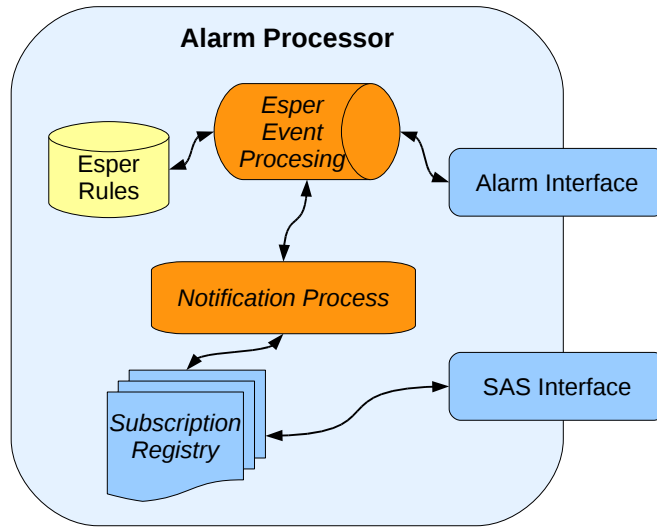 Alarm Processor
Esper
Event
Procesing
Esper
Rules
Alarm Interface
Notification Process
SAS Interface
Subscription
Registry